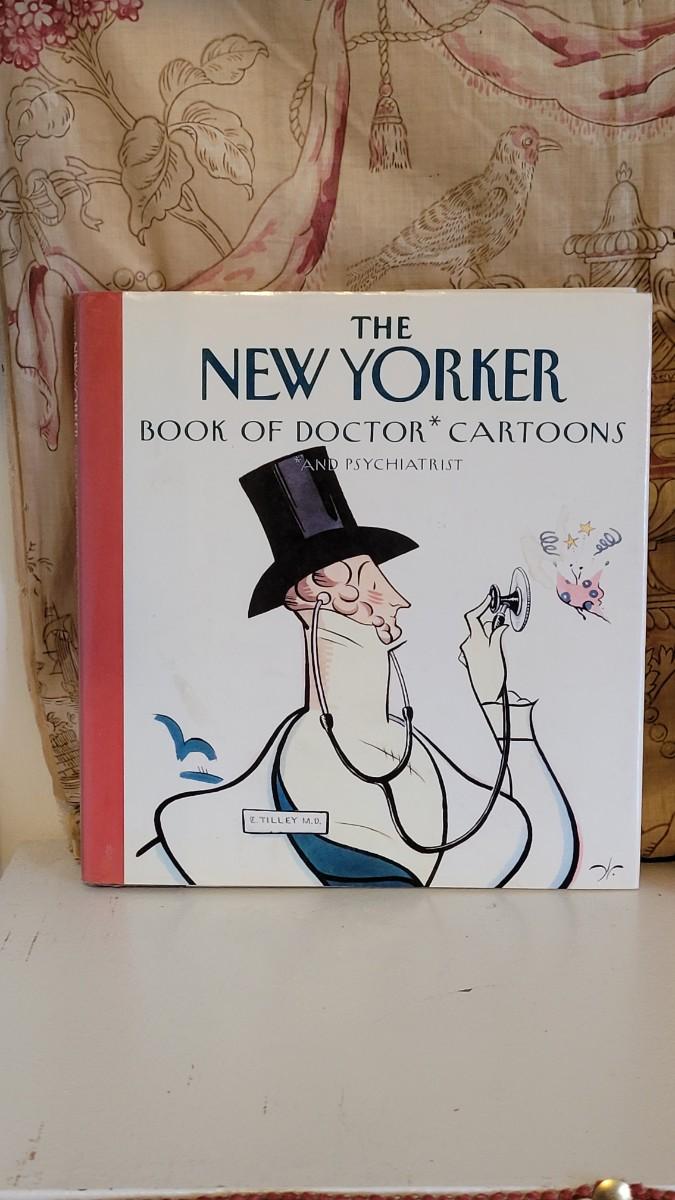 THE
NEW YORKER
BOOK OF DOCTOR* CARTOONS
*AND PSYCHIATRIST
E. TILLEY M.D.